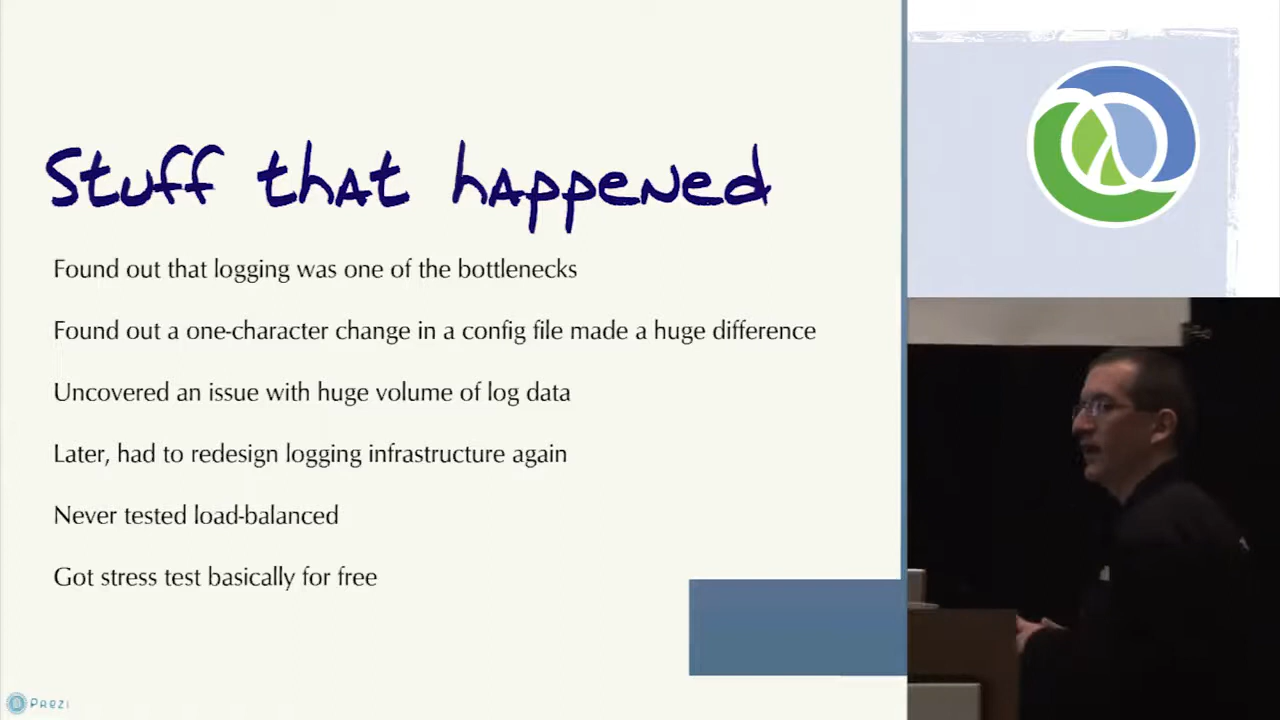 Stuff that happened
Found out that logging was one of the bottlenecks
Found out a one-character change in a config file made a huge difference
Uncovered an issue with huge volume of log data
Later, had to redesign logging infrastructure again
Never tested load-balanced
Got stress test basically for free
Prezi